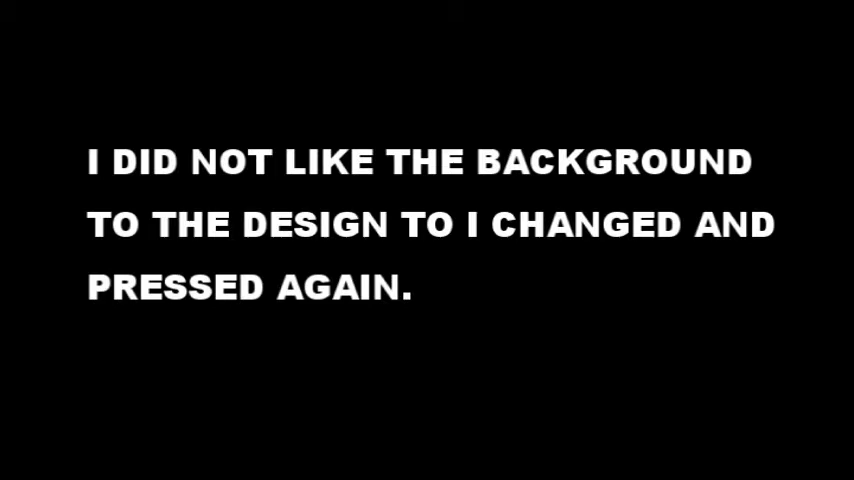 I DID NOT LIKE THE BACKGROUND
TO THE DESIGN TO I CHANGED AND
PRESSED AGAIN.